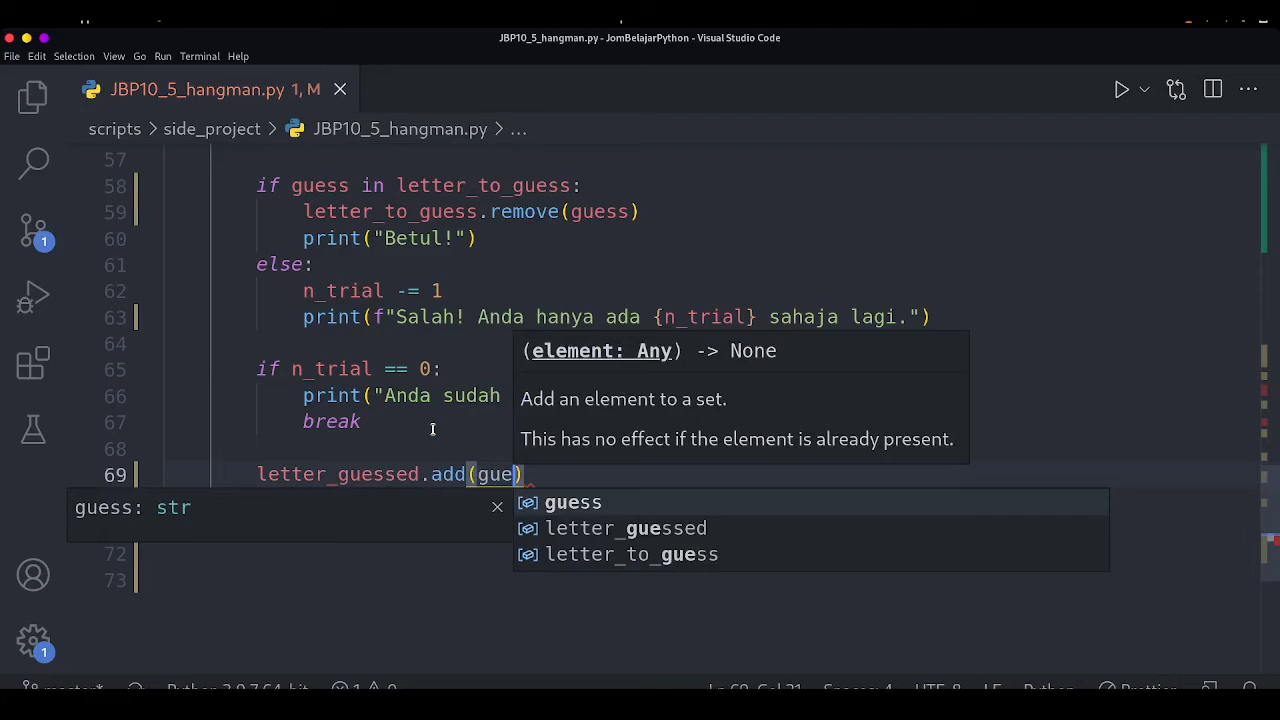 JBP10_5_hangman.py - JomBelajarPython - Visual Studio Code
File Edit Selection View Go Run Terminal Help
JBP10_5_hangman.py 1, M
scripts > side_project > JBP10_5_hangman.py > ...
57
58 if guess in letter_to_guess:
59 letter_to_guess.remove(guess)
60 print("Betul!")
61 else:
62 n_trial -= 1
63 print(f"Salah! Anda hanya ada {n_trial} sahaja lagi.")
64
65 if n_trial == 0:
66 print("Anda sudah
67 break
68
69 letter_guessed.add(gue)
(element: Any) -> None
Add an element to a set.
This has no effect if the element is already present.
guess: str
guess
letter_guessed
letter_to_guess
72
73
1
1